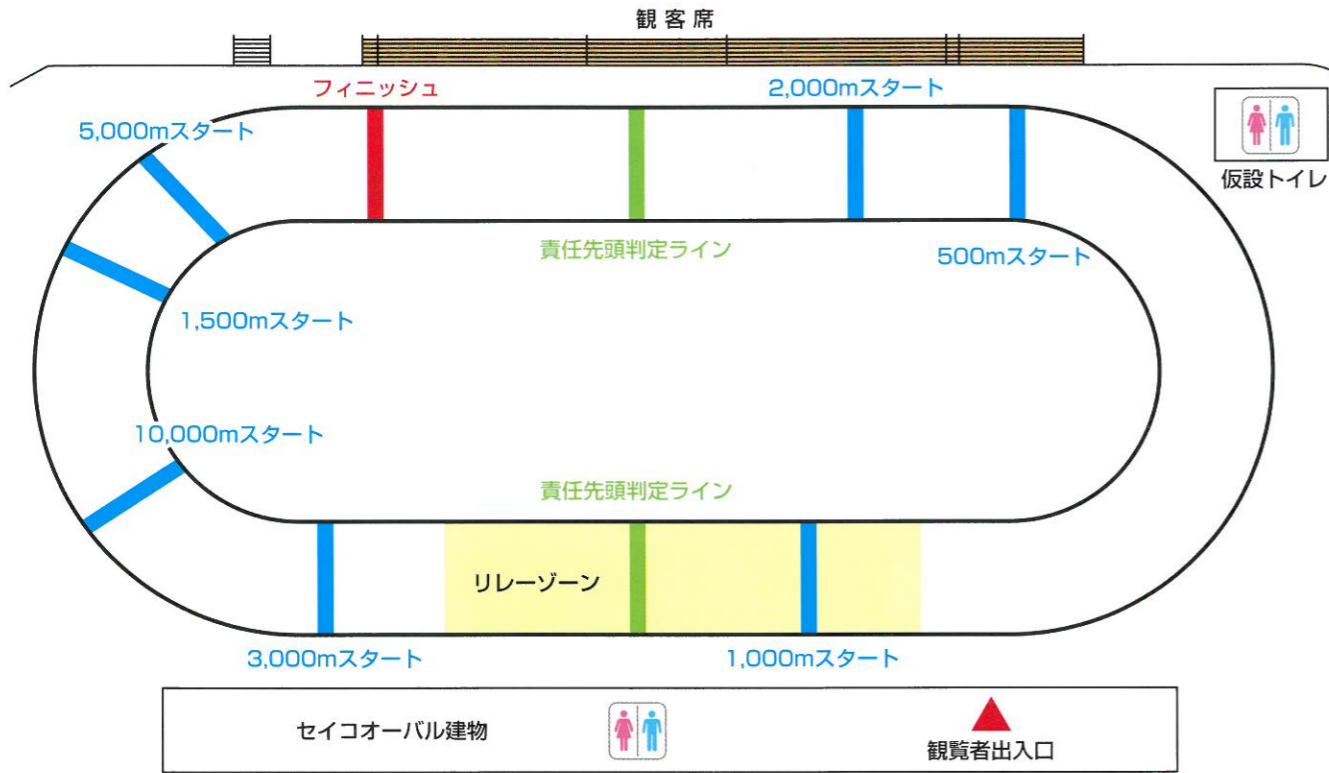 観客席
フィニッシュ
2,000mスタート
5,000mスタート
仮設トイレ
責任先頭判定ライン
500mスタート
1,500mスタート
10,000mスタート
責任先頭判定ライン
リレーゾーン
3,000mスタート
1,000mスタート
セイコオーバル建物
観覧者出入口